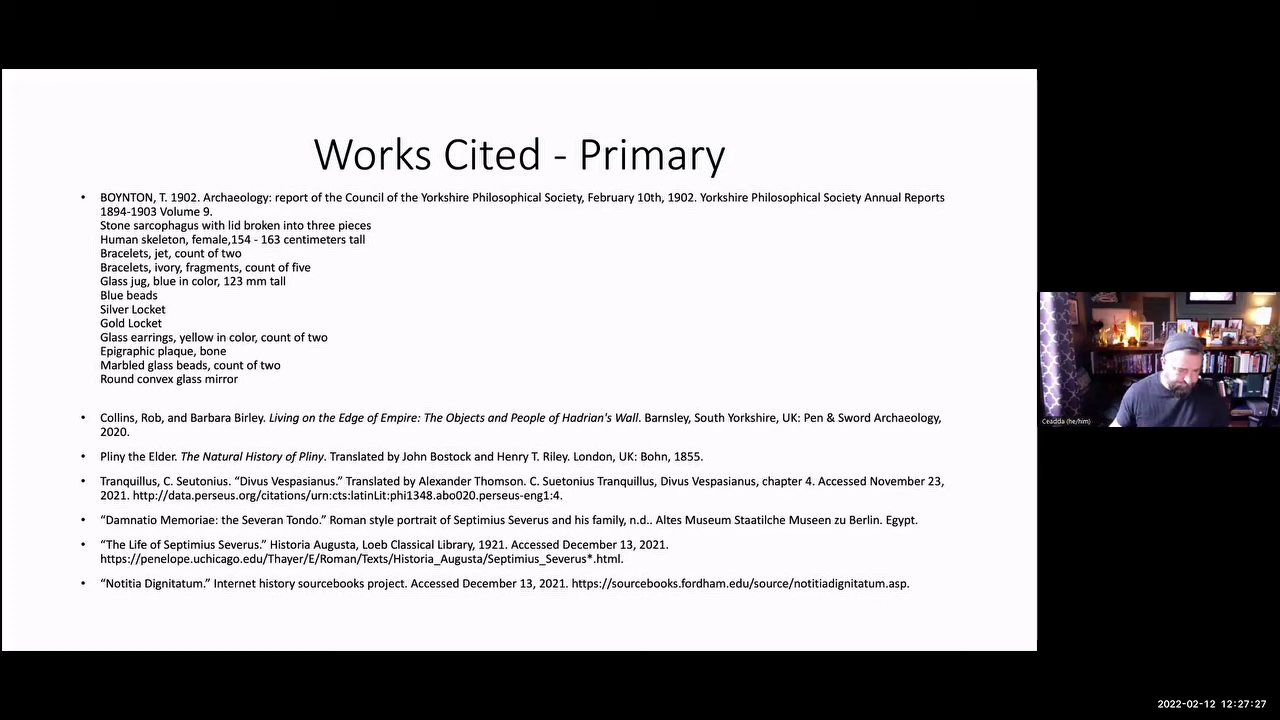 Works Cited - Primary
• BOYNTON, T. 1902. Archaeology: report of the Council of the Yorkshire Philosophical Society, February 10th, 1902. Yorkshire Philosophical Society Annual Reports
1894-1903 Volume 9.
Stone sarcophagus with lid broken into three pieces
Human skeleton, female,154 - 163 centimeters tall
Bracelets, jet, count of two
Bracelets, ivory, fragments, count of five
Glass jug, blue in color, 123 mm tall
Blue beads
Silver Locket
Gold Locket
Glass earrings, yellow in color, count of two
Epigraphic plaque, bone
Marbled glass beads, count of two
Round convex glass mirror
• Collins, Rob, and Barbara Birley. Living on the Edge of Empire: The Objects and People of Hadrian's Wall. Barnsley, South Yorkshire, UK: Pen & Sword Archaeology,
2020.
• Pliny the Elder. The Natural History of Pliny. Translated by John Bostock and Henry T. Riley. London, UK: Bohn, 1855.
• Tranquillus, C. Seutonius. “Divus Vespasianus.” Translated by Alexander Thomson. C. Suetonius Tranquillus, Divus Vespasianus, chapter 4. Accessed November 23,
2021. http://data.perseus.org/citations/urn:cts:latinLit:phi1348.abo020.perseus-eng1:4.
• “Damnatio Memoriae: the Severan Tondo.” Roman style portrait of Septimius Severus and his family, n.d.. Altes Museum Staatilche Museen zu Berlin. Egypt.
• “The Life of Septimius Severus.” Historia Augusta, Loeb Classical Library, 1921. Accessed December 13, 2021.
https://penelope.uchicago.edu/Thayer/E/Roman/Texts/Historia_Augusta/Septimius_Severus*.html.
• “Notitia Dignitatum.” Internet history sourcebooks project. Accessed December 13, 2021. https://sourcebooks.fordham.edu/source/notitiadignitatum.asp.
Ceadda (he/him)
2022-02-12 12:27:27